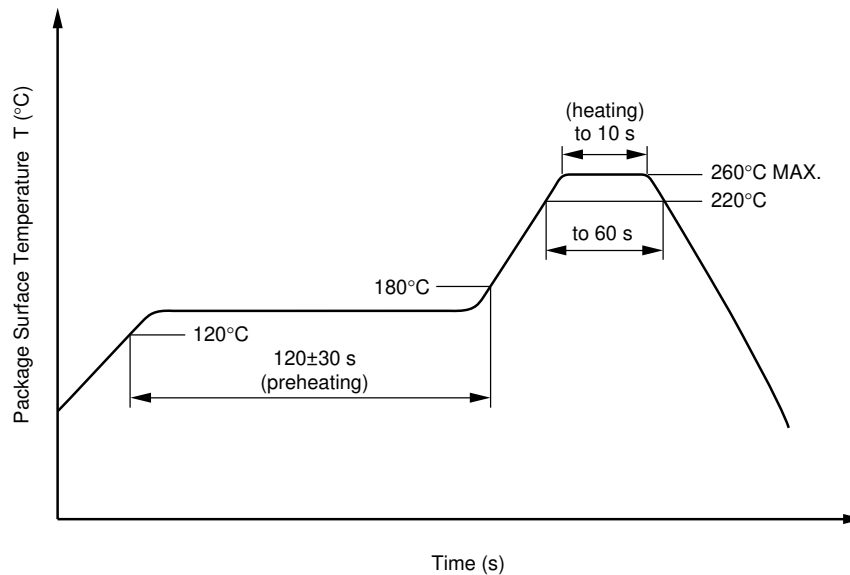 Package Surface Temperature T (°C)
(heating)
to 10 s
260°C MAX.
220°C
to 60 s
180°C
120°C
120±30 s
(preheating)
Time (s)